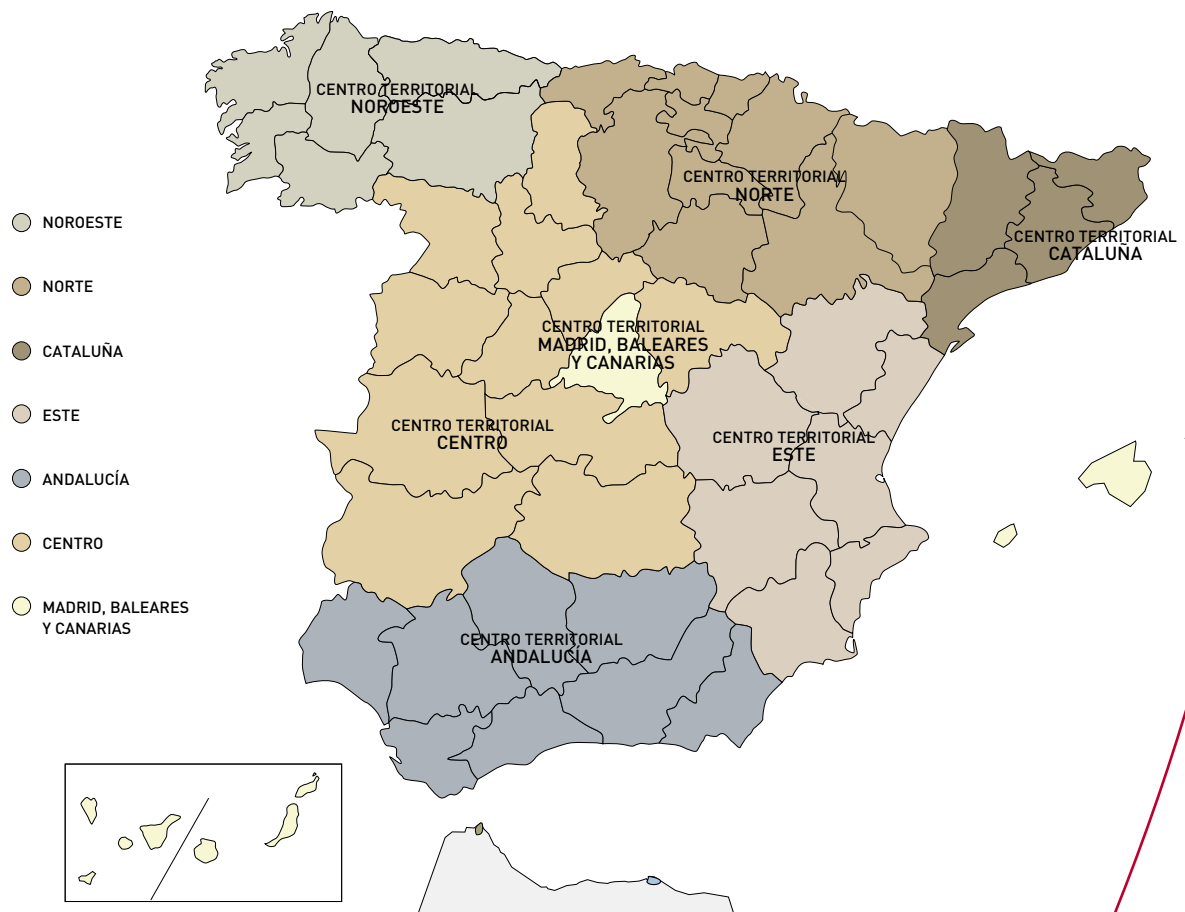 CENTRO TERRITORIAL
NOROESTE
CENTRO TERRITORIAL
NORTE
CENTRO TERRITORIAL
CATALUÑA
CENTRO TERRITORIAL
MADRID, BALEARES
Y CANARIAS
CENTRO TERRITORIAL
CENTRO
CENTRO TERRITORIAL
ESTE
CENTRO TERRITORIAL
ANDALUCÍA
NOROESTE
NORTE
CATALUÑA
ESTE
ANDALUCÍA
CENTRO
MADRID, BALEARES
Y CANARIAS